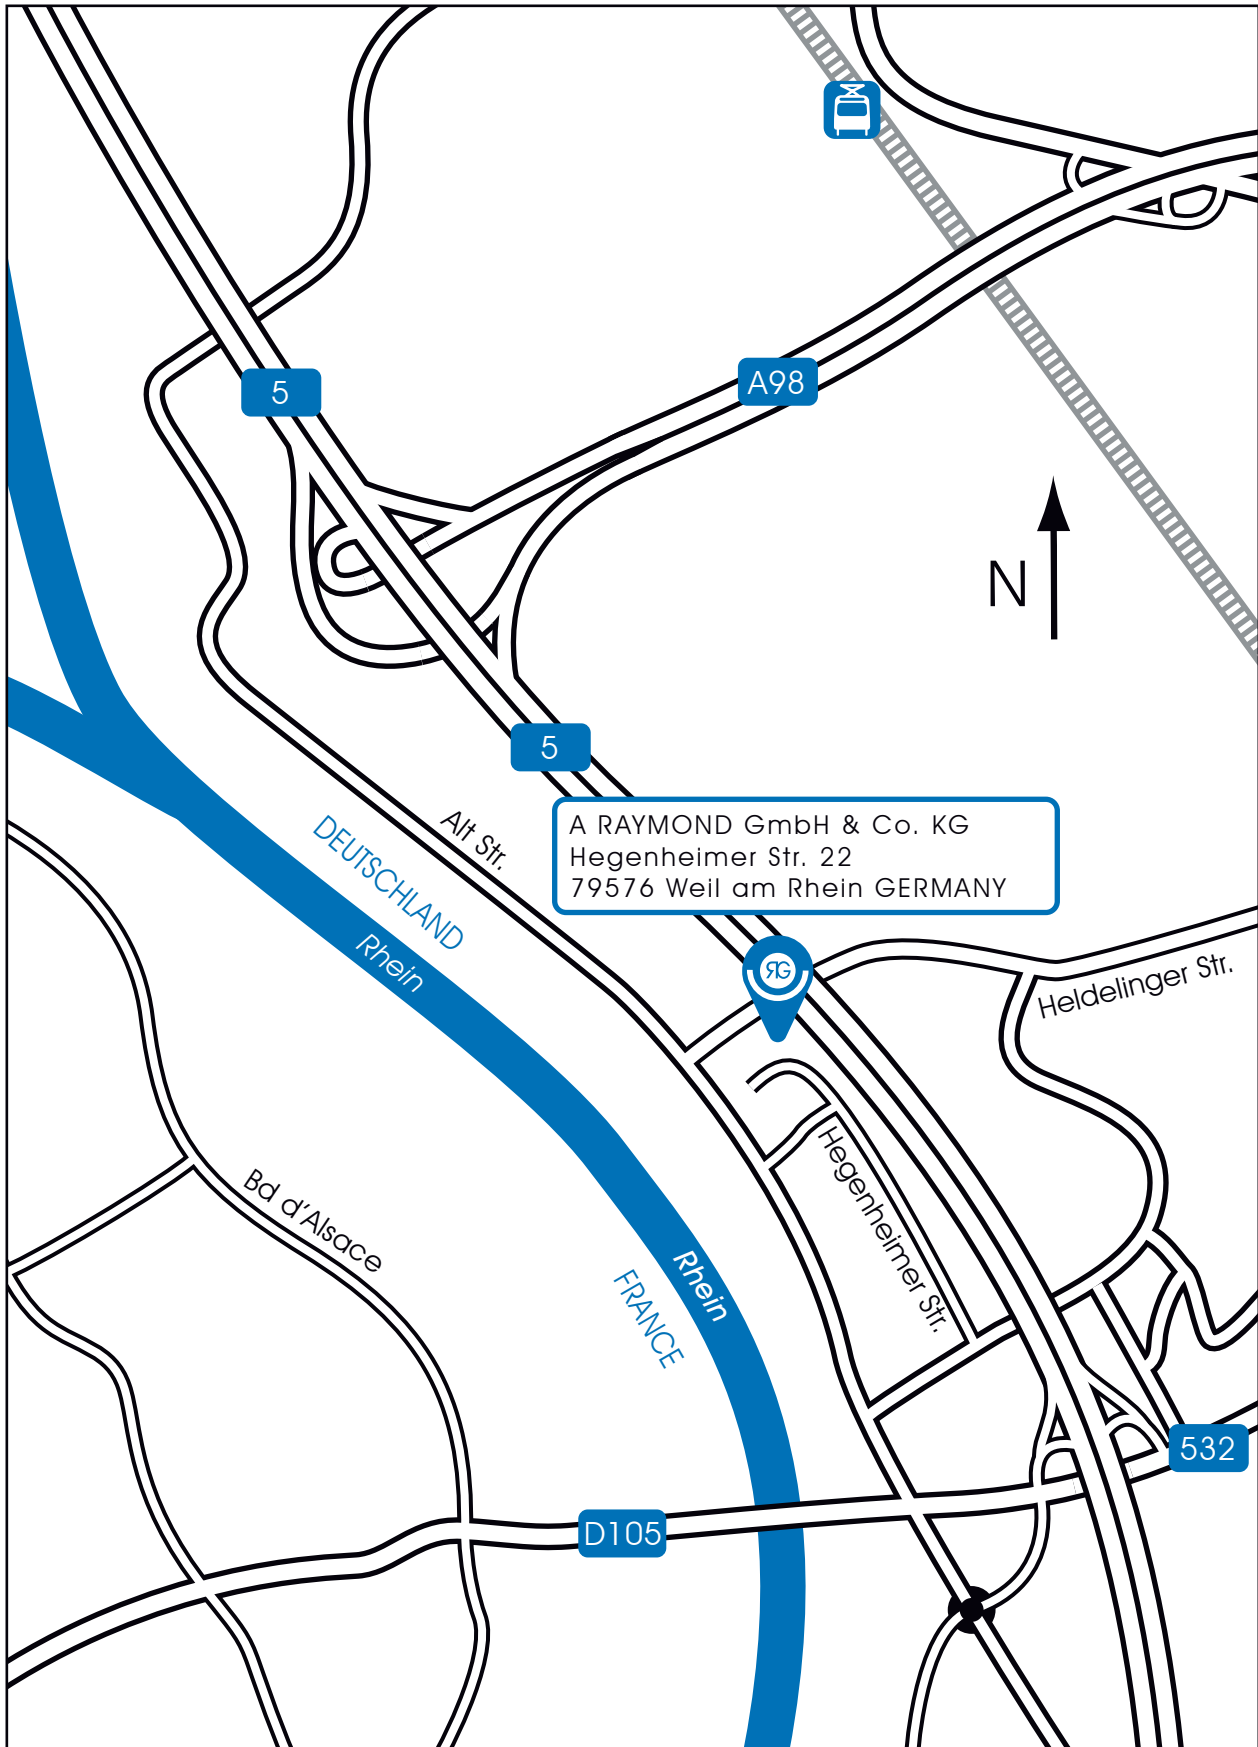 5
A98
N
5
A RAYMOND GmbH & Co. KG
Hegenheimer Str. 22
79576 Weil am Rhein GERMANY
Alt Str.
DEUTSCHLAND
Rhein
RG
Heldelinger Str.
Hegenheimer Str.
Bd d'Alsace
Rhein
FRANCE
532
D105